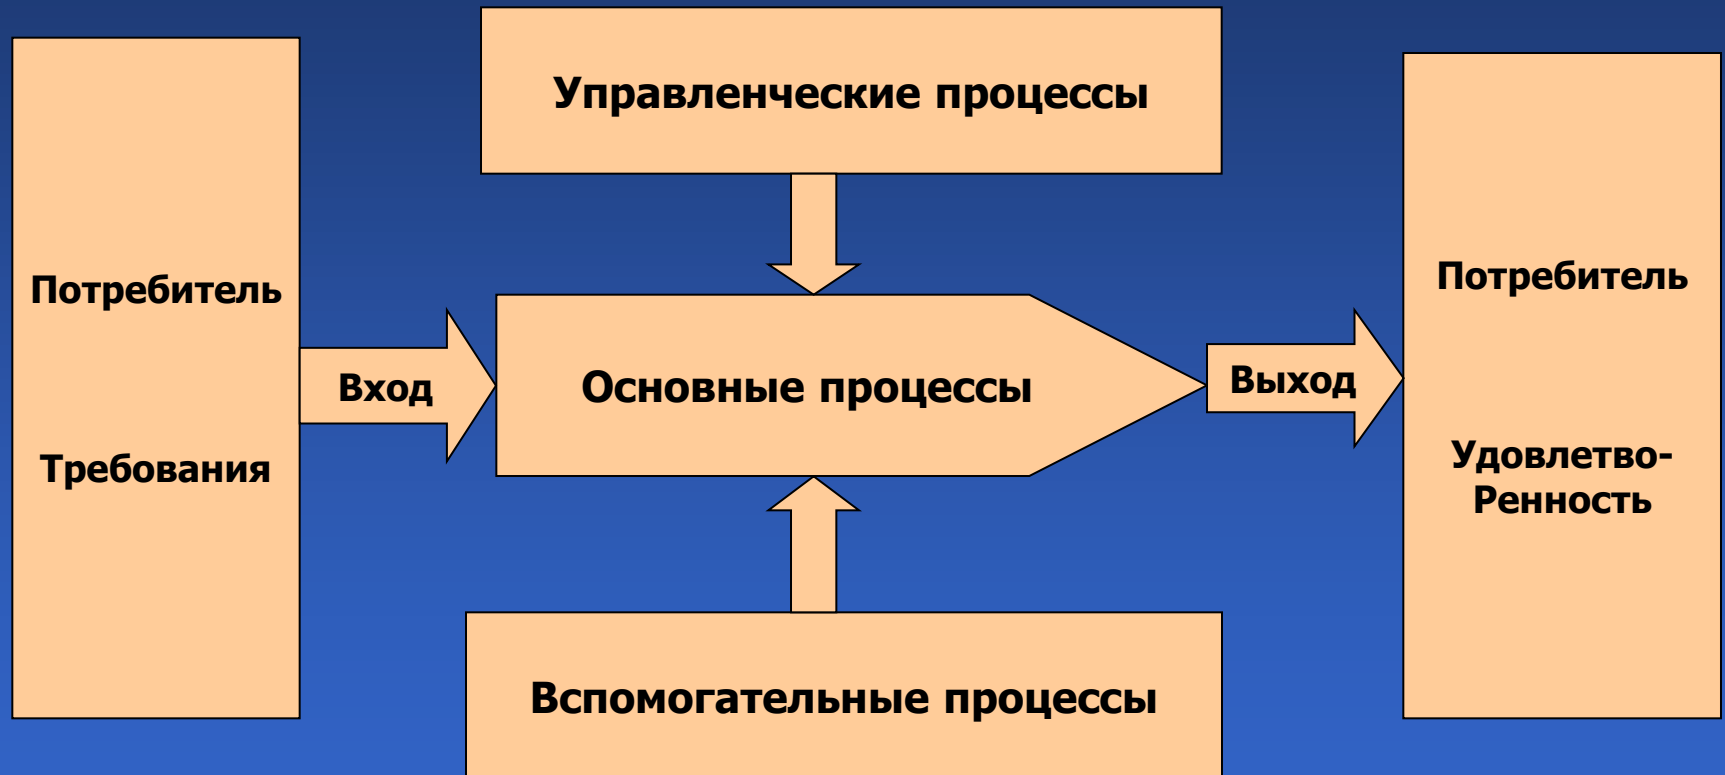 Управленческие процессы
Потребитель
Требования
Вход
Основные процессы
Выход
Потребитель
Удовлетво-
Ренность
Вспомогательные процессы